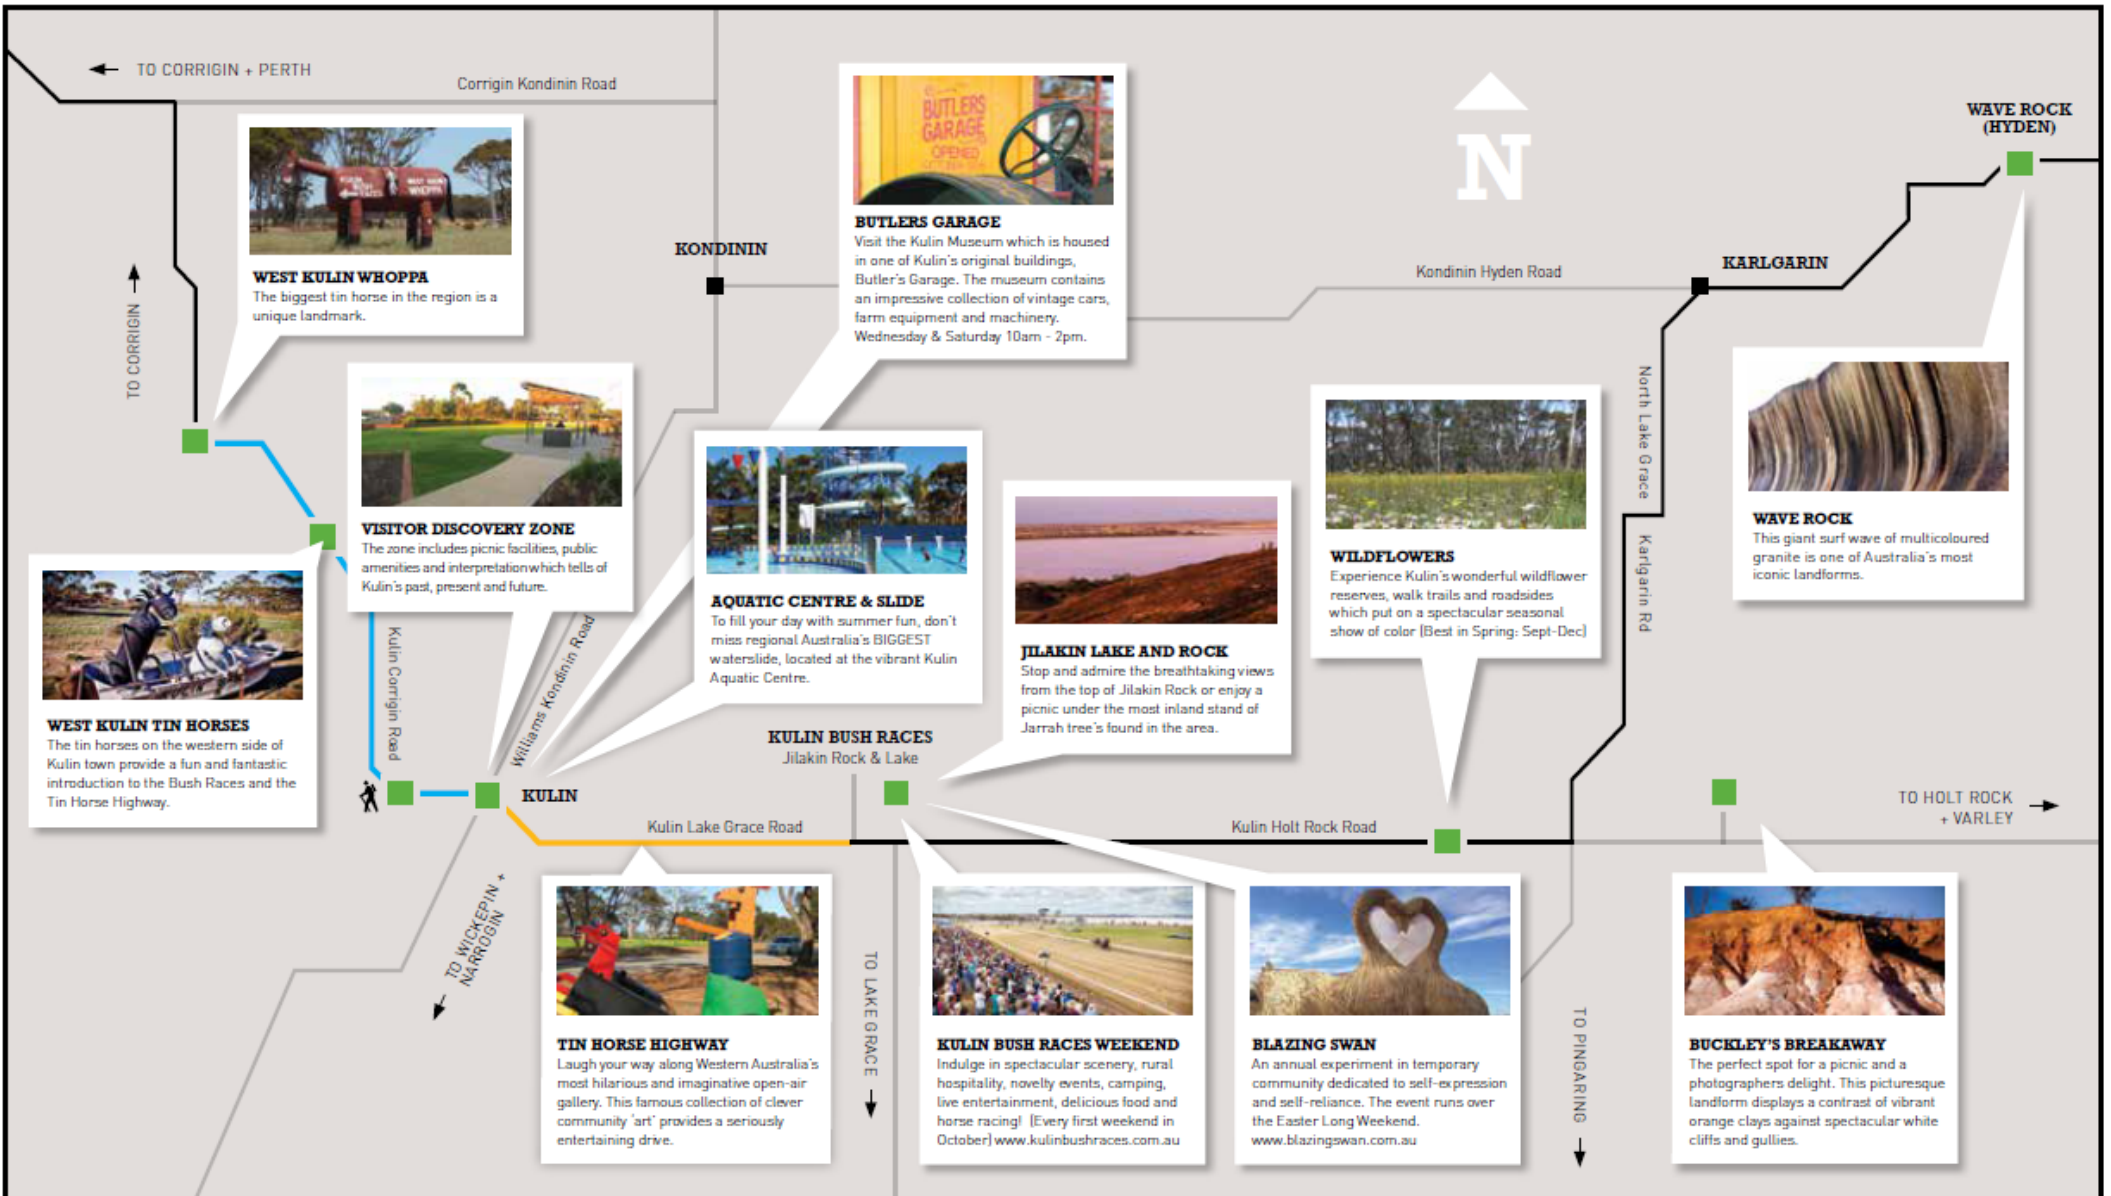 TO CORRIGIN + PERTH
Corrigin Kondinin Road
N
WAVE ROCK
(HYDEN)
BUTLERS
GARAGE
OPENED
BUTLERS GARAGE
Visit the Kulin Museum which is housed
in one of Kulin's original buildings,
Butler's Garage. The museum contains
an impressive collection of vintage cars,
farm equipment and machinery.
Wednesday & Saturday 10am - 2pm.
KULIN
BUSH
RACES
WEST KULIN
WHOPPA
WEST KULIN WHOPPA
The biggest tin horse in the region is a
unique landmark.
KONDININ
Kondinin Hyden Road
KARLGARIN
TO CORRIGIN
VISITOR DISCOVERY ZONE
The zone includes picnic facilities, public
amenities and interpretation which tells of
Kulin's past, present and future.
North Lake Grace
Karlgarin Rd
WAVE ROCK
This giant surf wave of multicoloured
granite is one of Australia's most
iconic landforms.
WILDFLOWERS
Experience Kulin's wonderful wildflower
reserves, walk trails and roadsides
which put on a spectacular seasonal
show of color (Best in Spring: Sept-Dec)
AQUATIC CENTRE & SLIDE
To fill your day with summer fun, don't
miss regional Australia's BIGGEST
waterslide, located at the vibrant Kulin
Aquatic Centre.
JILAKIN LAKE AND ROCK
Stop and admire the breathtaking views
from the top of Jilakin Rock or enjoy a
picnic under the most inland stand of
Jarrah tree's found in the area.
WEST KULIN TIN HORSES
The tin horses on the western side of
Kulin town provide a fun and fantastic
introduction to the Bush Races and the
Tin Horse Highway.
Kulin Corrigin Road
Williams Kondinin Road
KULIN BUSH RACES
Jilakin Rock & Lake
KULIN
Kulin Lake Grace Road
Kulin Holt Rock Road
TO HOLT ROCK
+ VARLEY
TO WICKEPIN +
NARROGIN
TIN HORSE HIGHWAY
Laugh your way along Western Australia's
most hilarious and imaginative open-air
gallery. This famous collection of clever
community 'art' provides a seriously
entertaining drive.
TO LAKE GRACE
KULIN BUSH RACES WEEKEND
Indulge in spectacular scenery, rural
hospitality, novelty events, camping,
live entertainment, delicious food and
horse racing! (Every first weekend in
October) www.kulinbushraces.com.au
BLAZING SWAN
An annual experiment in temporary
community dedicated to self-expression
and self-reliance. The event runs over
the Easter Long Weekend.
www.blazingswan.com.au
TO PINGARING
BUCKLEY'S BREAKAWAY
The perfect spot for a picnic and a
photographers delight. This picturesque
landform displays a contrast of vibrant
orange clays against spectacular white
cliffs and gullies.